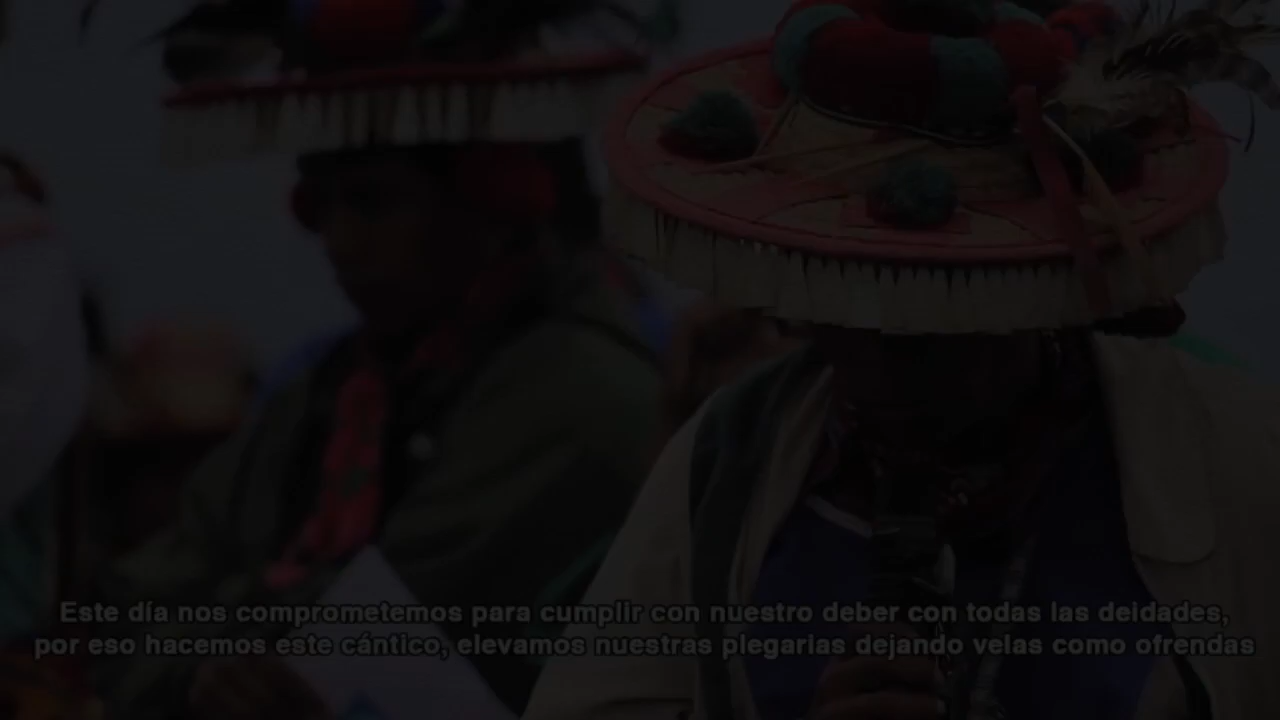 Este día nos comprometemos para cumplir con nuestro deber con todas las deidades,
por eso hacemos este cántico, elevamos nuestras plegarias dejando velas como ofrendas